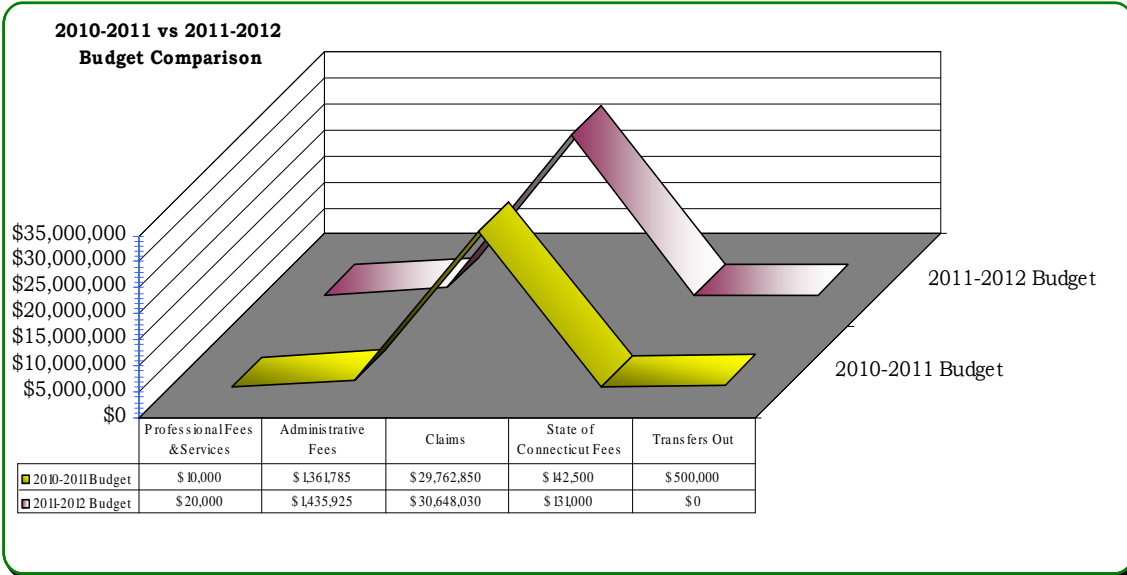 2010-2011 vs 2011-2012
Budget Comparison
$35,000,000
$30,000,000
$25,000,000
$20,000,000
$15,000,000
$10,000,000
$5,000,000
$0
2011-2012 Budget
2010-2011 Budget
Professional Fees & Services
Administrative Fees
Claims
State of Connecticut Fees
Transfers Out
2010-2011 Budget $10,000 $1,361,785 $29,762,850 $142,500 $500,000
2011-2012 Budget $20,000 $1,435,925 $30,648,030 $131,000 $0